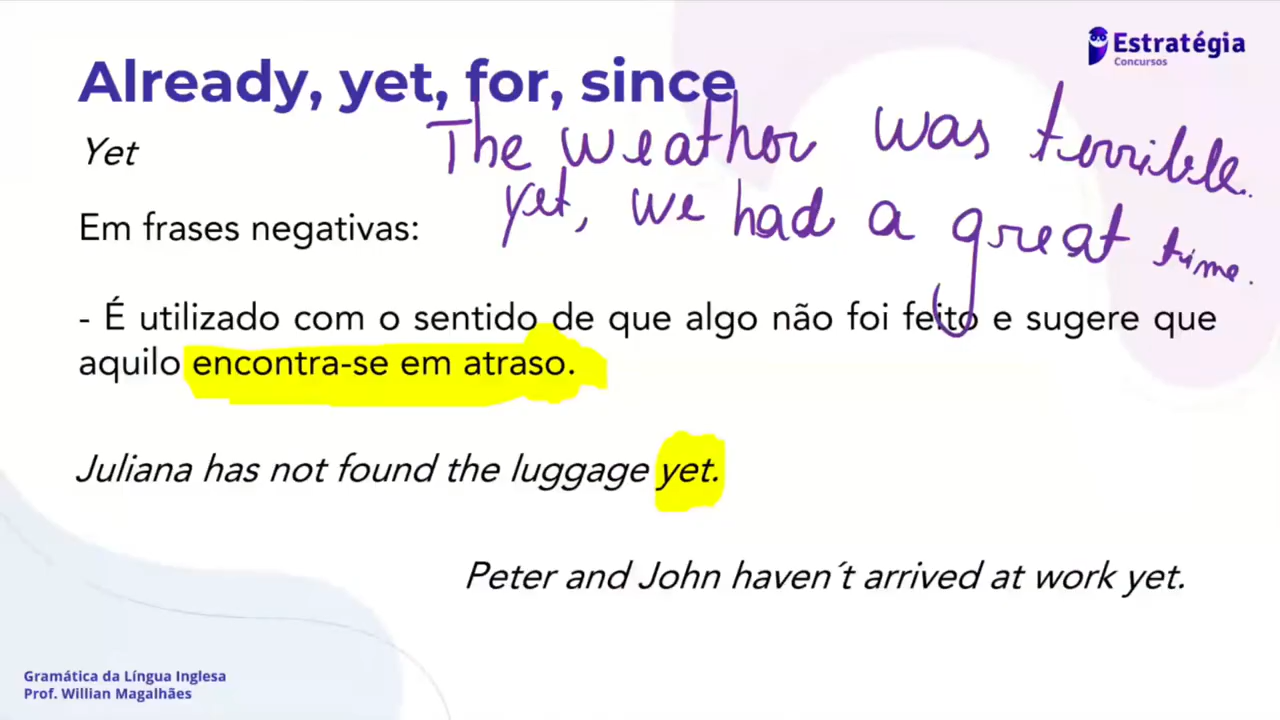 Estratégia
Concursos
Already, yet, for, since
The weather was terrible.
Yet
yet, we had a great time.
Em frases negativas:
- É utilizado com o sentido de que algo não foi feito e sugere que
aquilo encontra-se em atraso.
Juliana has not found the luggage yet.
Peter and John haven´t arrived at work yet.
Gramática da Língua Inglesa
Prof. Willian Magalhães